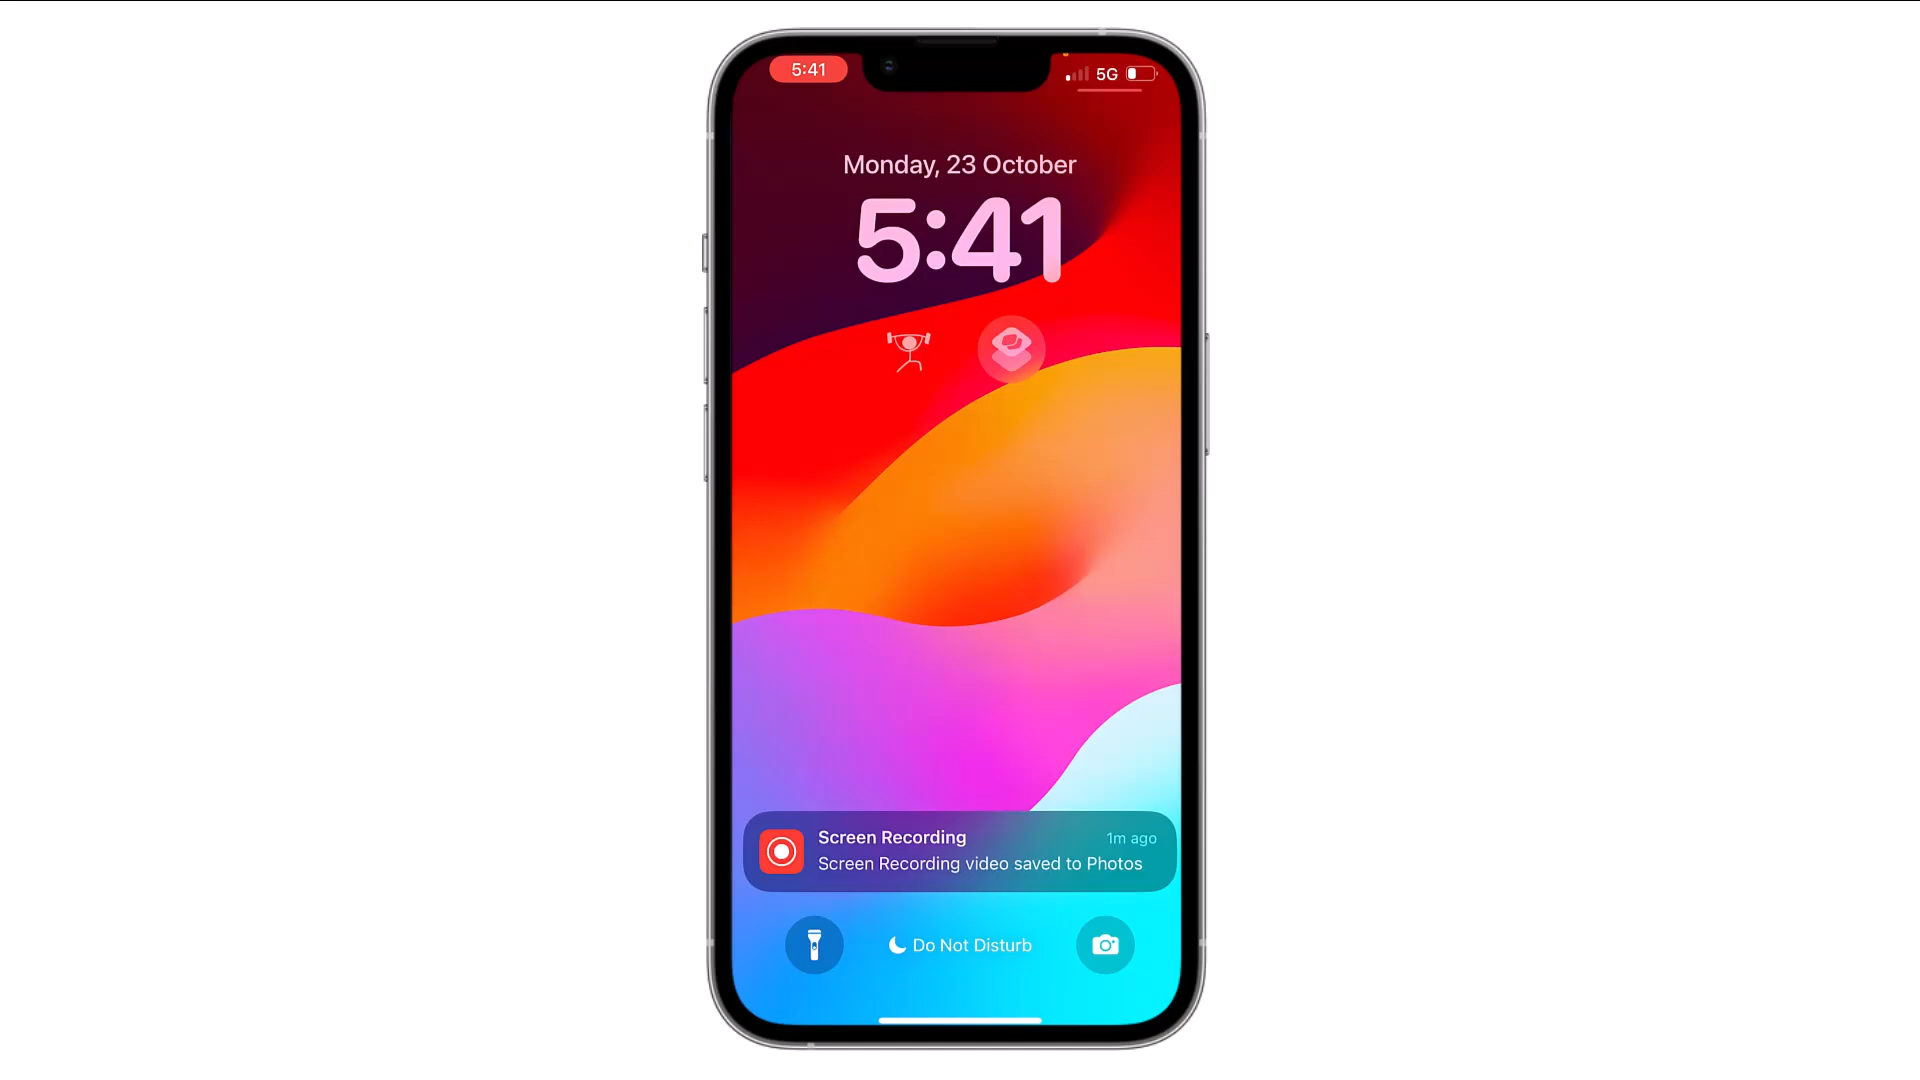 5:41
5G
Monday, 23 October
5:41
Screen Recording
1m ago
Screen Recording video saved to Photos
Do Not Disturb